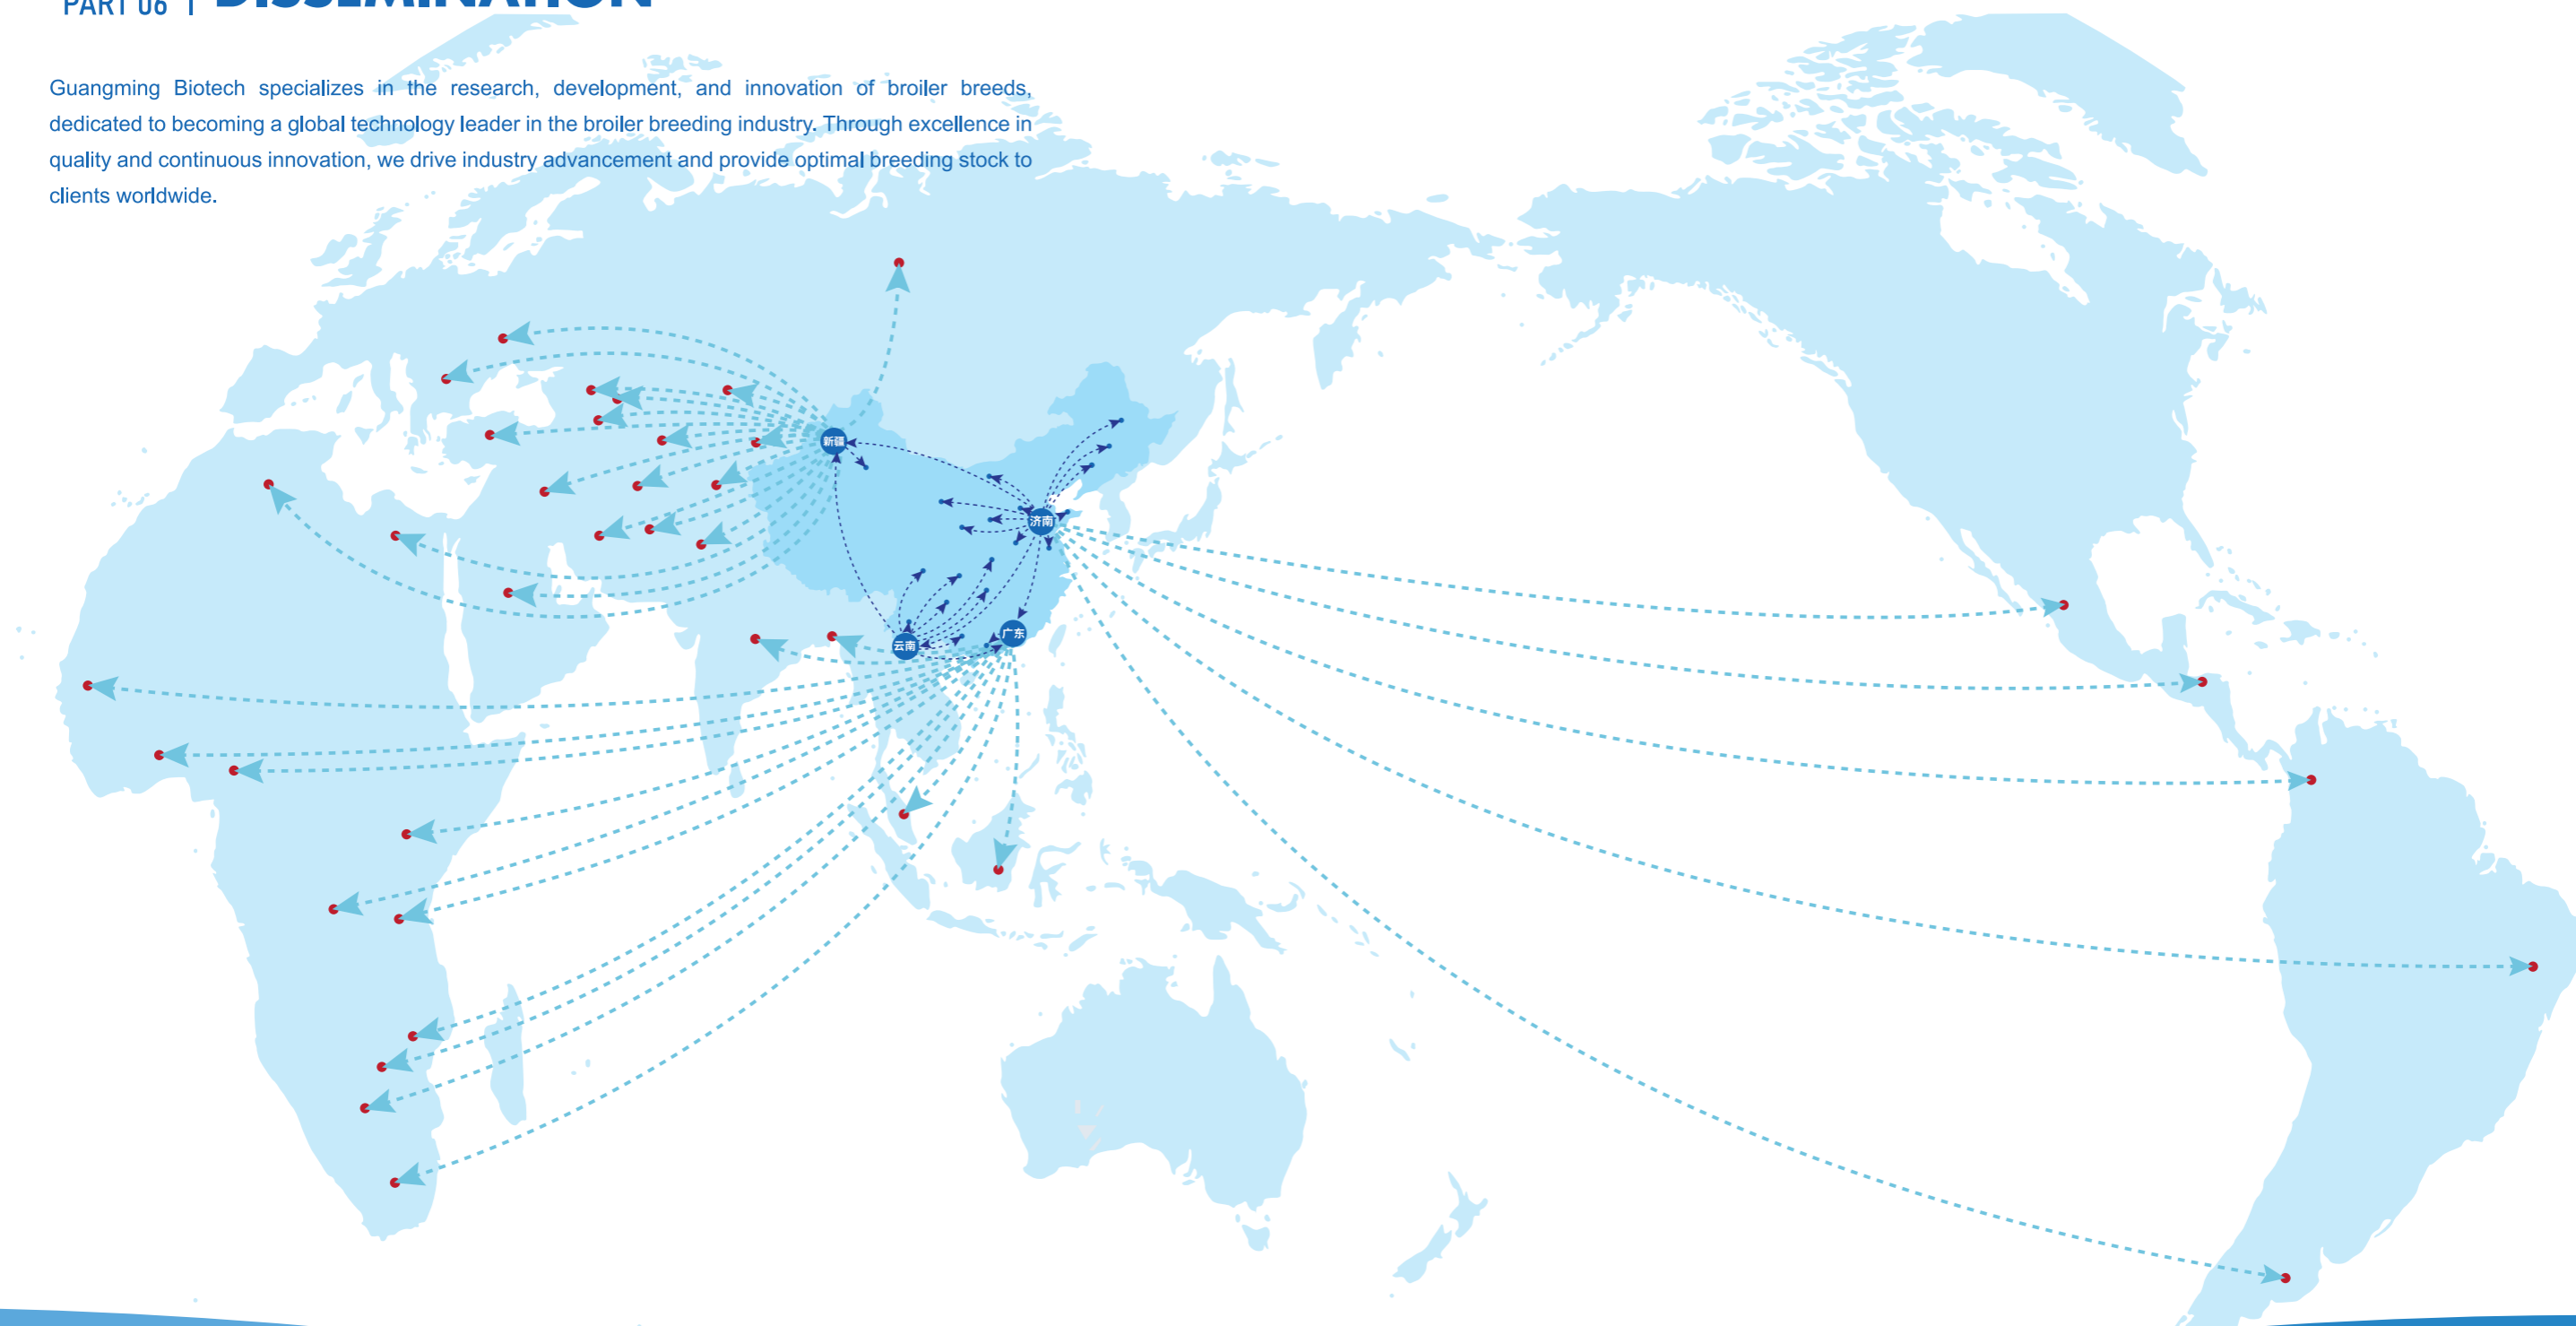 PART 06 | DISSEMINATION
Guangming Biotech specializes in the research, development, and innovation of broiler breeds,
dedicated to becoming a global technology leader in the broiler breeding industry. Through excellence in
quality and continuous innovation, we drive industry advancement and provide optimal breeding stock to
clients worldwide.
新疆
济南
广东
云南